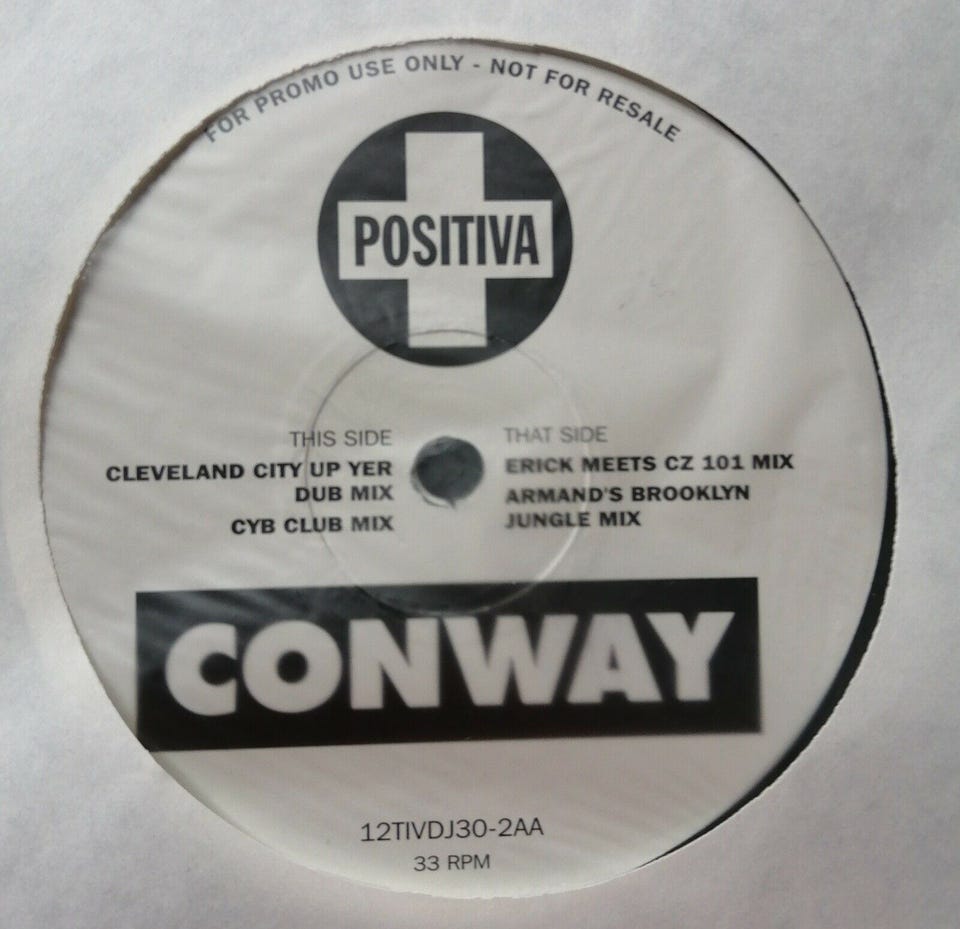 FOR PROMO USE ONLY - NOT FOR RESALE
POSITIVA
THIS SIDE
CLEVELAND CITY UP YER
DUB MIX
CYB CLUB MIX
THAT SIDE
ERICK MEETS CZ 101 MIX
ARMAND'S BROOKLYN
JUNGLE MIX
CONWAY
12TIVDJ30-2AA
33 RPM